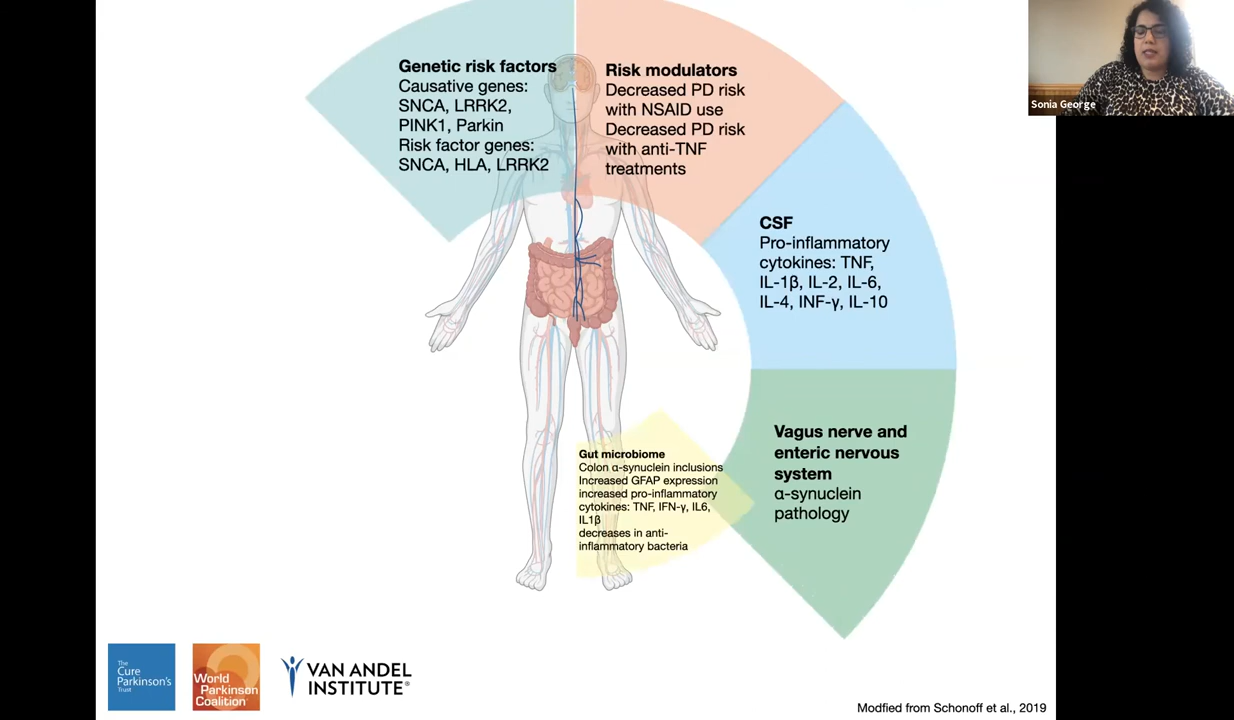 Genetic risk factors
Causative genes:
SNCA, LRRK2,
PINK1, Parkin
Risk factor genes:
SNCA, HLA, LRRK2
Risk modulators
Decreased PD risk
with NSAID use
Decreased PD risk
with anti-TNF
treatments
Sonia George
CSF
Pro-inflammatory
cytokines: TNF,
IL-1β, IL-2, IL-6,
IL-4, INF-γ, IL-10
Vagus nerve and
enteric nervous
system
α-synuclein
pathology
Gut microbiome
Colon α-synuclein inclusions
Increased GFAP expression
increased pro-inflammatory
cytokines: TNF, IFN-γ, IL6,
IL1β
decreases in anti-
inflammatory bacteria
The
Cure
Parkinson's
Trust
World
Parkinson
Coalition
VAN ANDEL
INSTITUTE®
Modfied from Schonoff et al., 2019